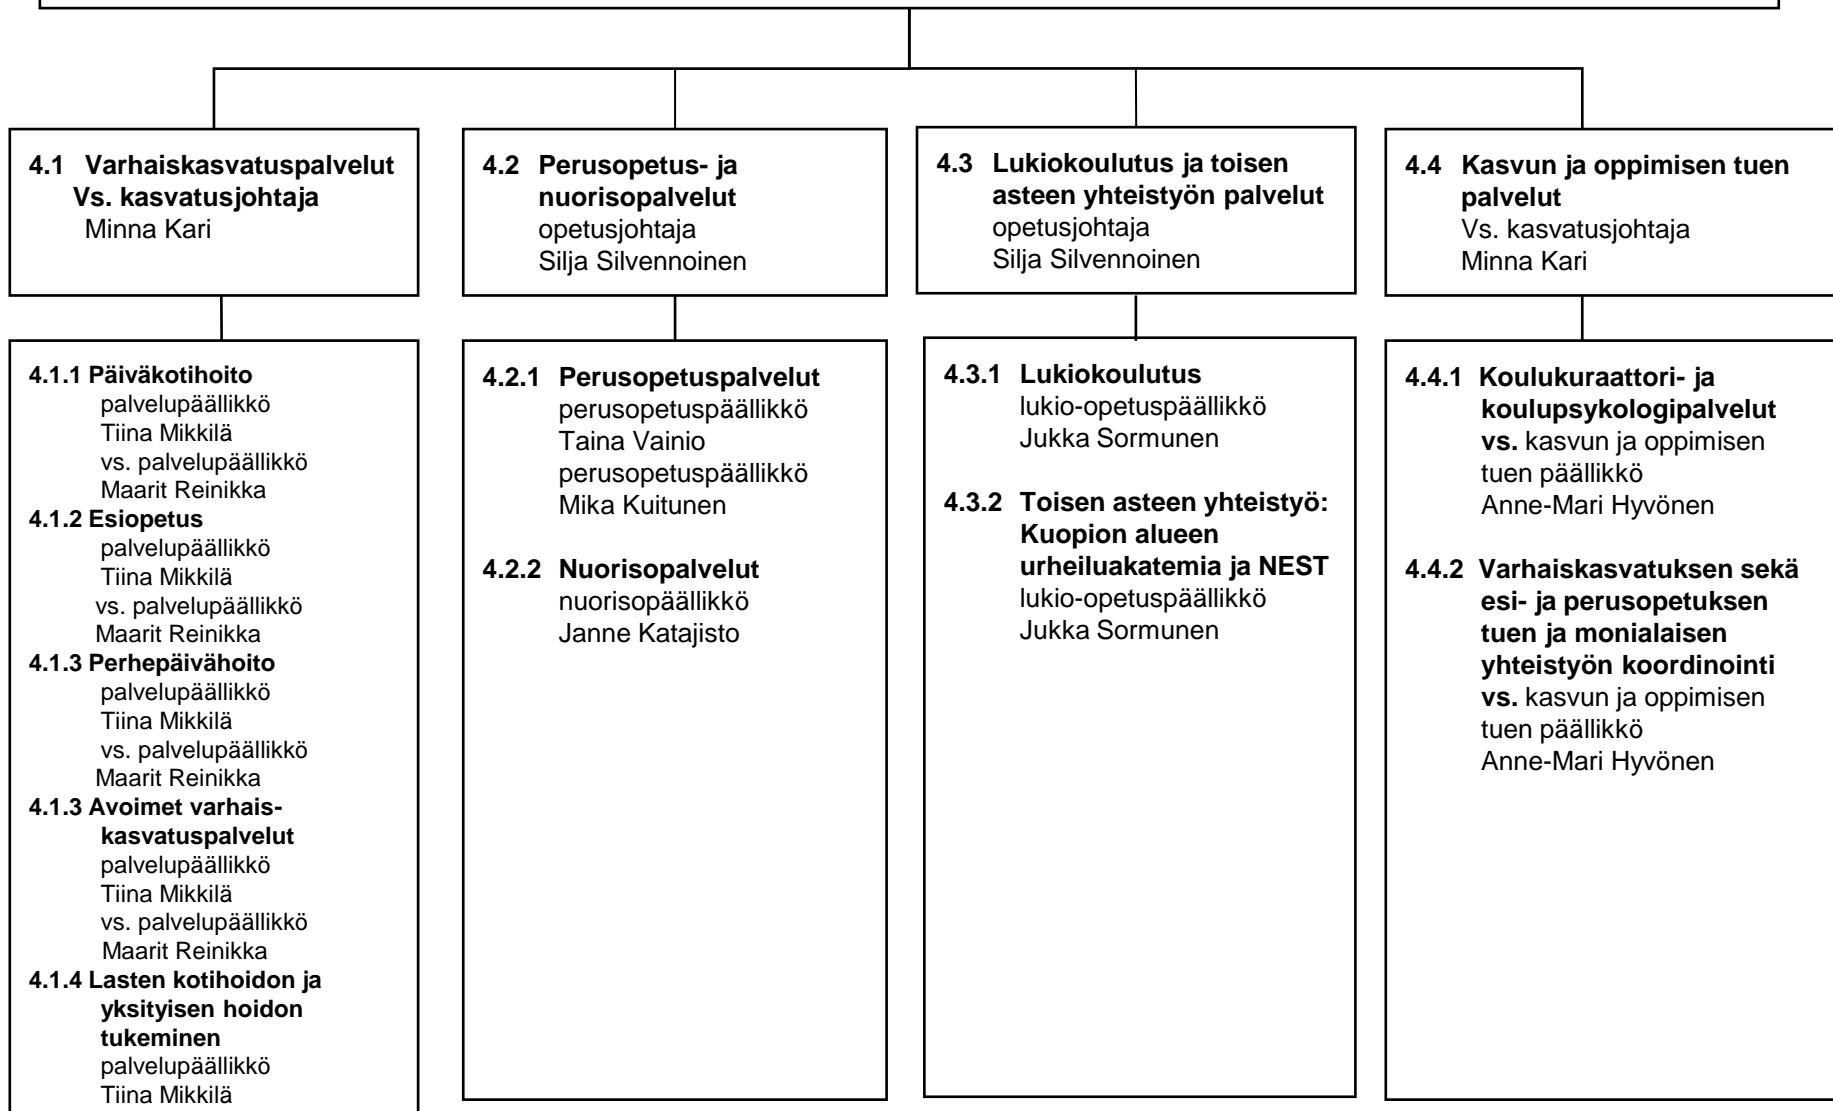 4.1 Varhaiskasvatuspalvelut
Vs. kasvatusjohtaja
Minna Kari
4.2 Perusopetus- ja
nuorisopalvelut
opetusjohtaja
Silja Silvennoinen
4.3 Lukiokoulutus ja toisen
asteen yhteistyön palvelut
opetusjohtaja
Silja Silvennoinen
4.4 Kasvun ja oppimisen tuen
palvelut
Vs. kasvatusjohtaja
Minna Kari
4.1.1 Päiväkotihoito
palvelupäällikkö
Tiina Mikkilä
vs. palvelupäällikkö
Maarit Reinikka
4.1.2 Esiopetus
palvelupäällikkö
Tiina Mikkilä
vs. palvelupäällikkö
Maarit Reinikka
4.1.3 Perhepäivähoito
palvelupäällikkö
Tiina Mikkilä
vs. palvelupäällikkö
Maarit Reinikka
4.1.3 Avoimet varhais-
kasvatuspalvelut
palvelupäällikkö
Tiina Mikkilä
vs. palvelupäällikkö
Maarit Reinikka
4.1.4 Lasten kotihoidon ja
yksityisen hoidon
tukeminen
palvelupäällikkö
Tiina Mikkilä
4.2.1 Perusopetuspalvelut
perusopetuspäällikkö
Taina Vainio
perusopetuspäällikkö
Mika Kuitunen
4.2.2 Nuorisopalvelut
nuorisopäällikkö
Janne Katajisto
4.3.1 Lukiokoulutus
lukio-opetuspäällikkö
Jukka Sormunen
4.3.2 Toisen asteen yhteistyö:
Kuopion alueen
urheiluakatemia ja NEST
lukio-opetuspäällikkö
Jukka Sormunen
4.4.1 Koulukuraattori- ja
koulupsykologipalvelut
vs. kasvun ja oppimisen
tuen päällikkö
Anne-Mari Hyvönen
4.4.2 Varhaiskasvatuksen sekä
esi- ja perusopetuksen
tuen ja monialaisen
yhteistyön koordinointi
vs. kasvun ja oppimisen
tuen päällikkö
Anne-Mari Hyvönen